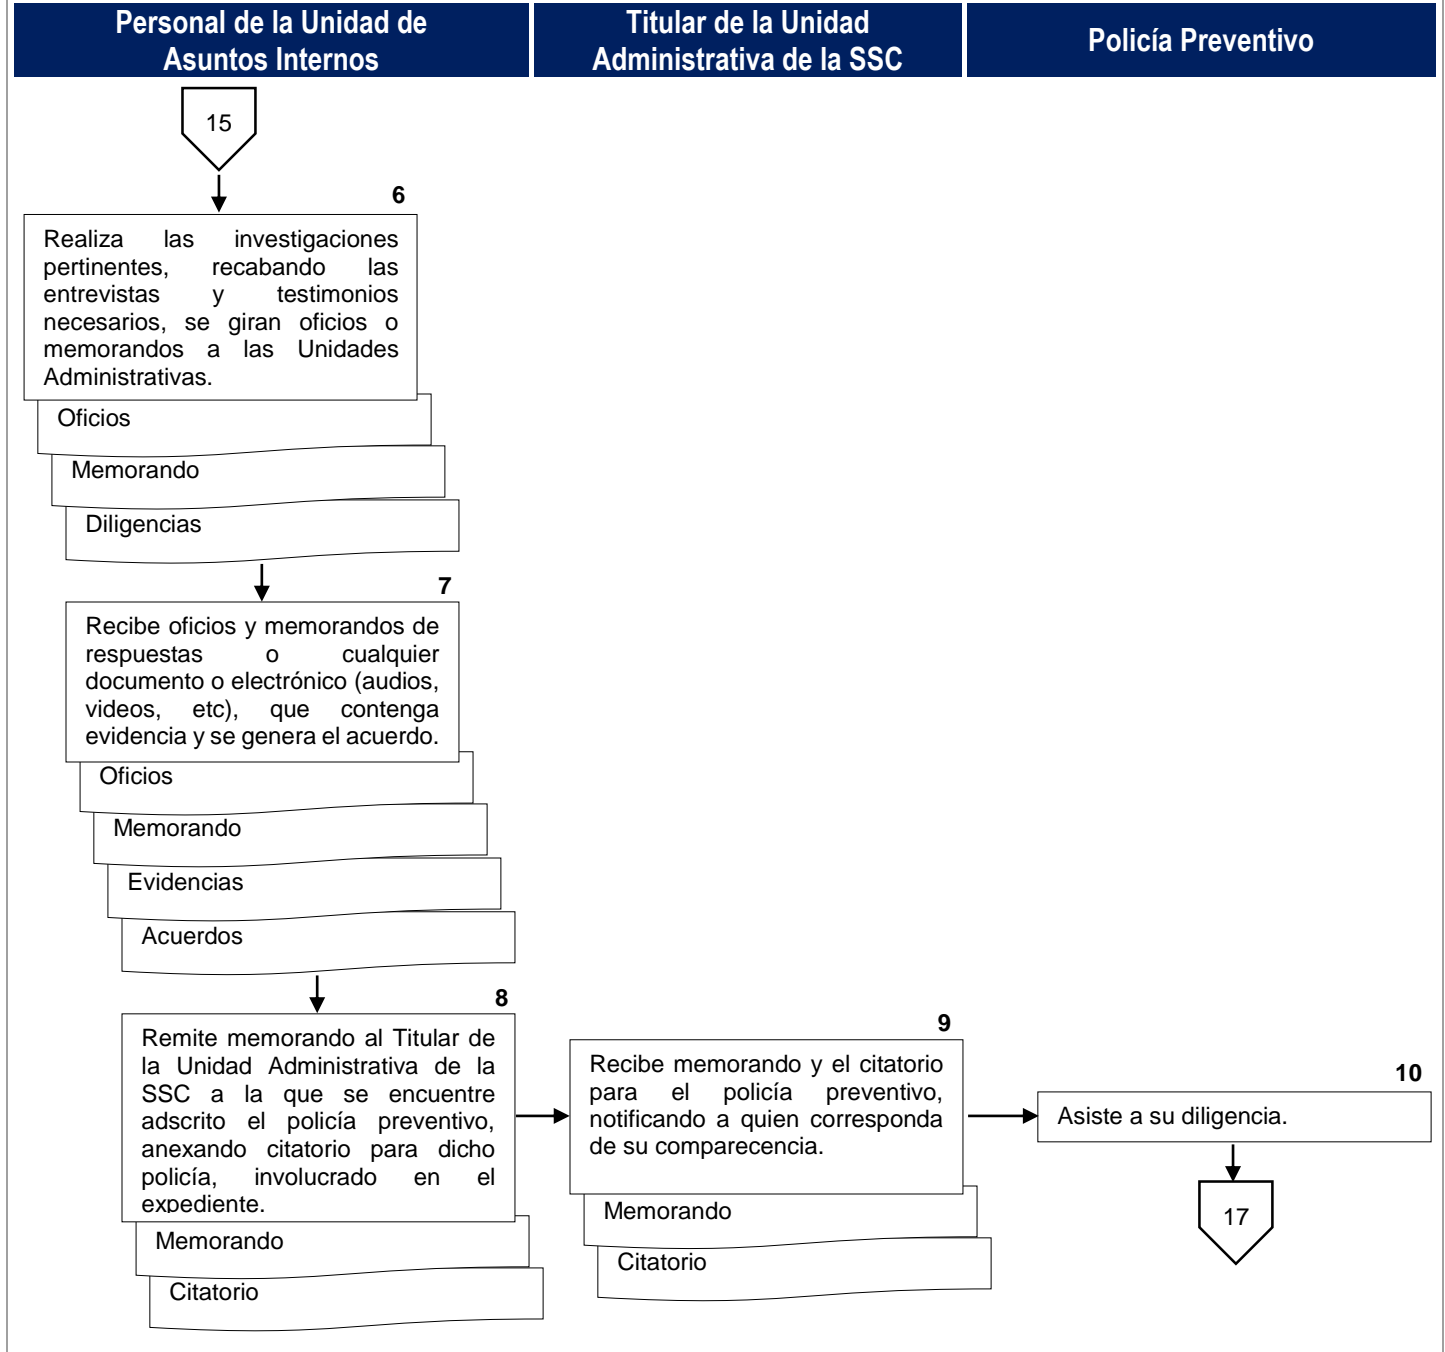 Personal de la Unidad de
Asuntos Internos
Titular de la Unidad
Administrativa de la SSC
Policía Preventivo
15
6
Realiza las investigaciones
pertinentes, recabando las
entrevistas y testimonios
necesarios, se giran oficios o
memorandos a las Unidades
Administrativas.
Oficios
Memorando
Diligencias
7
Recibe oficios y memorandos de
respuestas o cualquier
documento o electrónico (audios,
videos, etc), que contenga
evidencia y se genera el acuerdo.
Oficios
Memorando
Evidencias
Acuerdos
8
Remite memorando al Titular de
la Unidad Administrativa de la
SSC a la que se encuentre
adscrito el policía preventivo,
anexando citatorio para dicho
policía, involucrado en el
expediente.
Memorando
Citatorio
9
Recibe memorando y el citatorio
para el policía preventivo,
notificando a quien corresponda
de su comparecencia.
Memorando
Citatorio
10
Asiste a su diligencia.
17